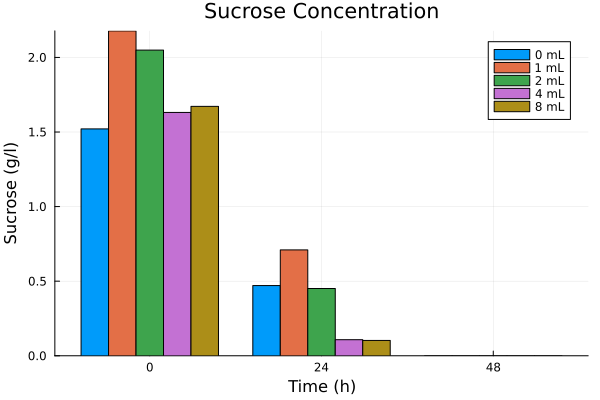 Sucrose Concentration
Sucrose (g/l)
2.0
1.5
1.0
0.5
0.0
0 mL
1 mL
2 mL
4 mL
8 mL
0
24
48
Time (h)